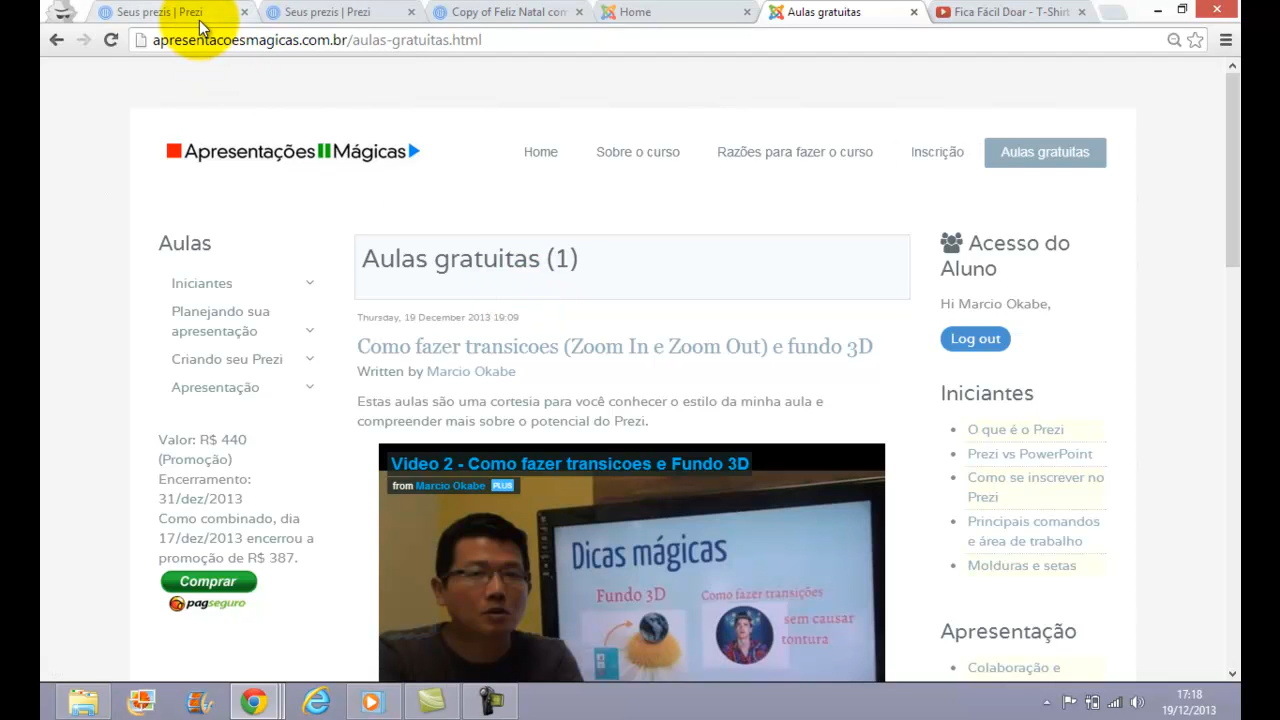 Seus prezis | Prezi
Seus prezis | Prezi
Copy of Feliz Natal com
Home
Aulas gratuitas
Fica Fácil Doar - T-Shirt
apresentacoesmagicas.com.br/aulas-gratuitas.html
Apresentações Mágicas
Home
Sobre o curso
Razões para fazer o curso
Inscrição
Aulas gratuitas
Aulas
Iniciantes
Planejando sua
apresentação
Criando seu Prezi
Apresentação
Valor: R$ 440
(Promoção)
Encerramento:
31/dez/2013
Como combinado, dia
17/dez/2013 encerrou a
promoção de R$ 387.
Comprar
pagseguro
Aulas gratuitas (1)
Thursday, 19 December 2013 19:09
Como fazer transicoes (Zoom In e Zoom Out) e fundo 3D
Written by Marcio Okabe
Estas aulas são uma cortesia para você conhecer o estilo da minha aula e
compreender mais sobre o potencial do Prezi.
Video 2 - Como fazer transicoes e Fundo 3D
from Marcio Okabe PLUS
Dicas mágicas
Fundo 3D
Como fazer transições
sem causar
tontura
Acesso do
Aluno
Hi Marcio Okabe,
Log out
Iniciantes
O que é o Prezi
Prezi vs PowerPoint
Como se inscrever no
Prezi
Principais comandos
e área de trabalho
Molduras e setas
Apresentação
Colaboração e
17:18
19/12/2013